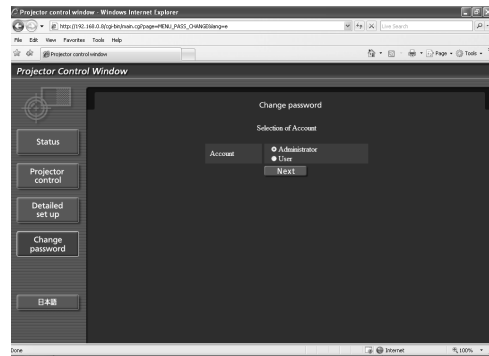 Projector control window - Windows Internet Explorer
http://192.168.0.8/cgi-bin/main.cgi?page=MENU_PASS_CHANGE&lang=e
Live Search
File Edit View Favorites Tools Help
Projector control window
Page Tools
Projector Control Window
Change password
Selection of Account
Account
Administrator
User
Next
Status
Projector
control
Detailed
set up
Change
password
日本語
Done
Internet
100%